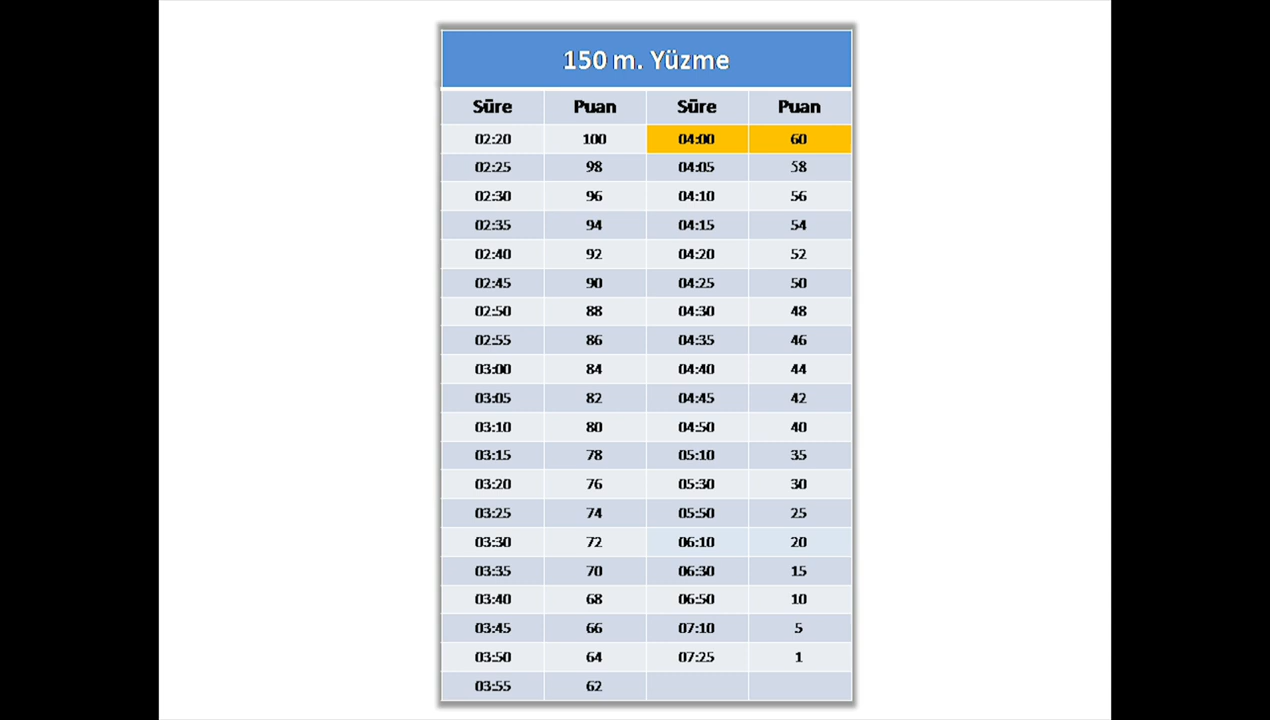 150 m. Yüzme
Süre Puan Süre Puan
02:20 100 04:00 60
02:25 98 04:05 58
02:30 96 04:10 56
02:35 94 04:15 54
02:40 92 04:20 52
02:45 90 04:25 50
02:50 88 04:30 48
02:55 86 04:35 46
03:00 84 04:40 44
03:05 82 04:45 42
03:10 80 04:50 40
03:15 78 05:10 35
03:20 76 05:30 30
03:25 74 05:50 25
03:30 72 06:10 20
03:35 70 06:30 15
03:40 68 06:50 10
03:45 66 07:10 5
03:50 64 07:25 1
03:55 62